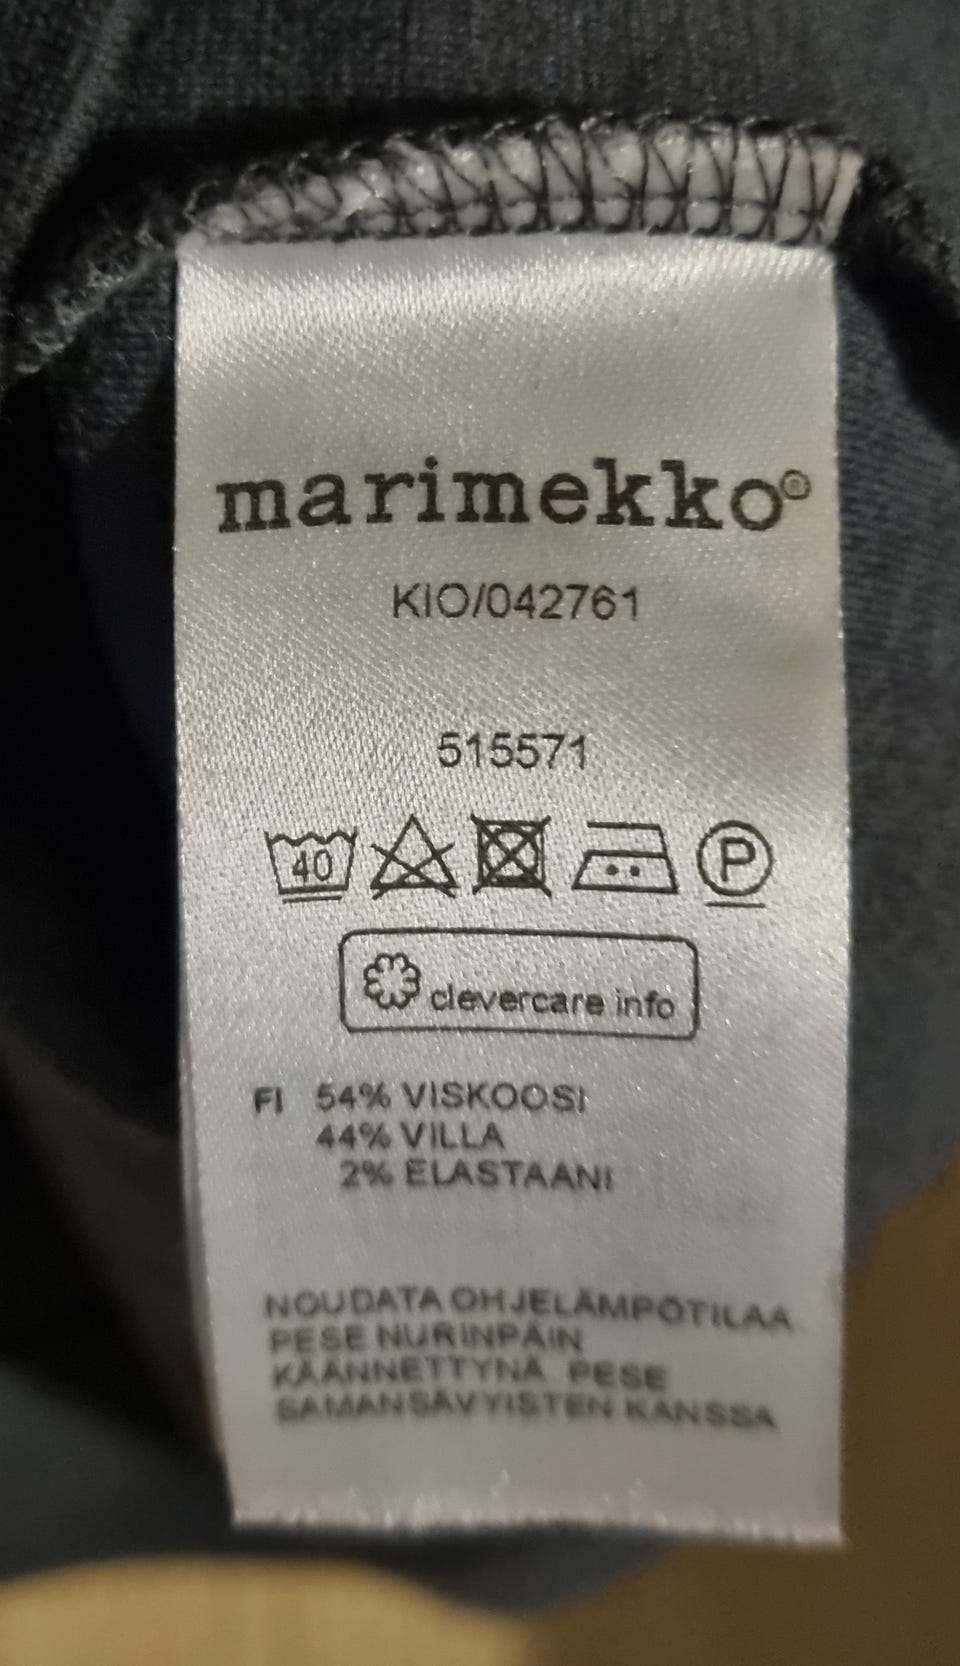 marimekko®
KIO/042761
515571
40
P
clevercare info
FI 54% VISKOOSI
44% VILLA
2% ELASTAANI
NOUDATA OHJELÄMPÖTILAA.
PESE NURINPÄIN
KÄÄNNETTYNÄ. PESE
SAMANSÄVYISTEN KANSSA